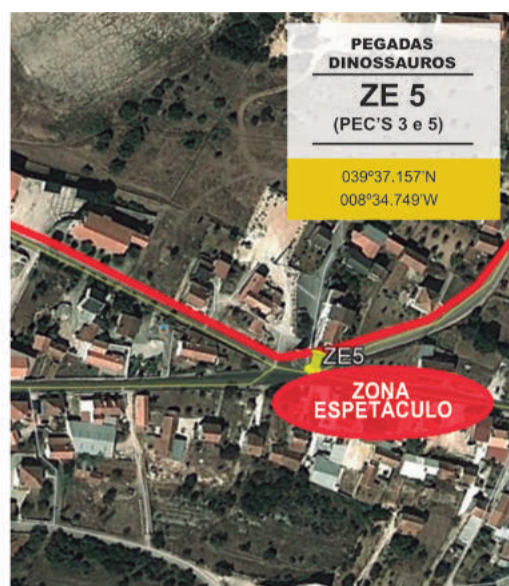 PEGADAS
DINOSSAUROS
ZE 5
(PEC'S 3 e 5)
039º37.157'N
008º34.749'W
ZE5
ZONA
ESPETÁCULO